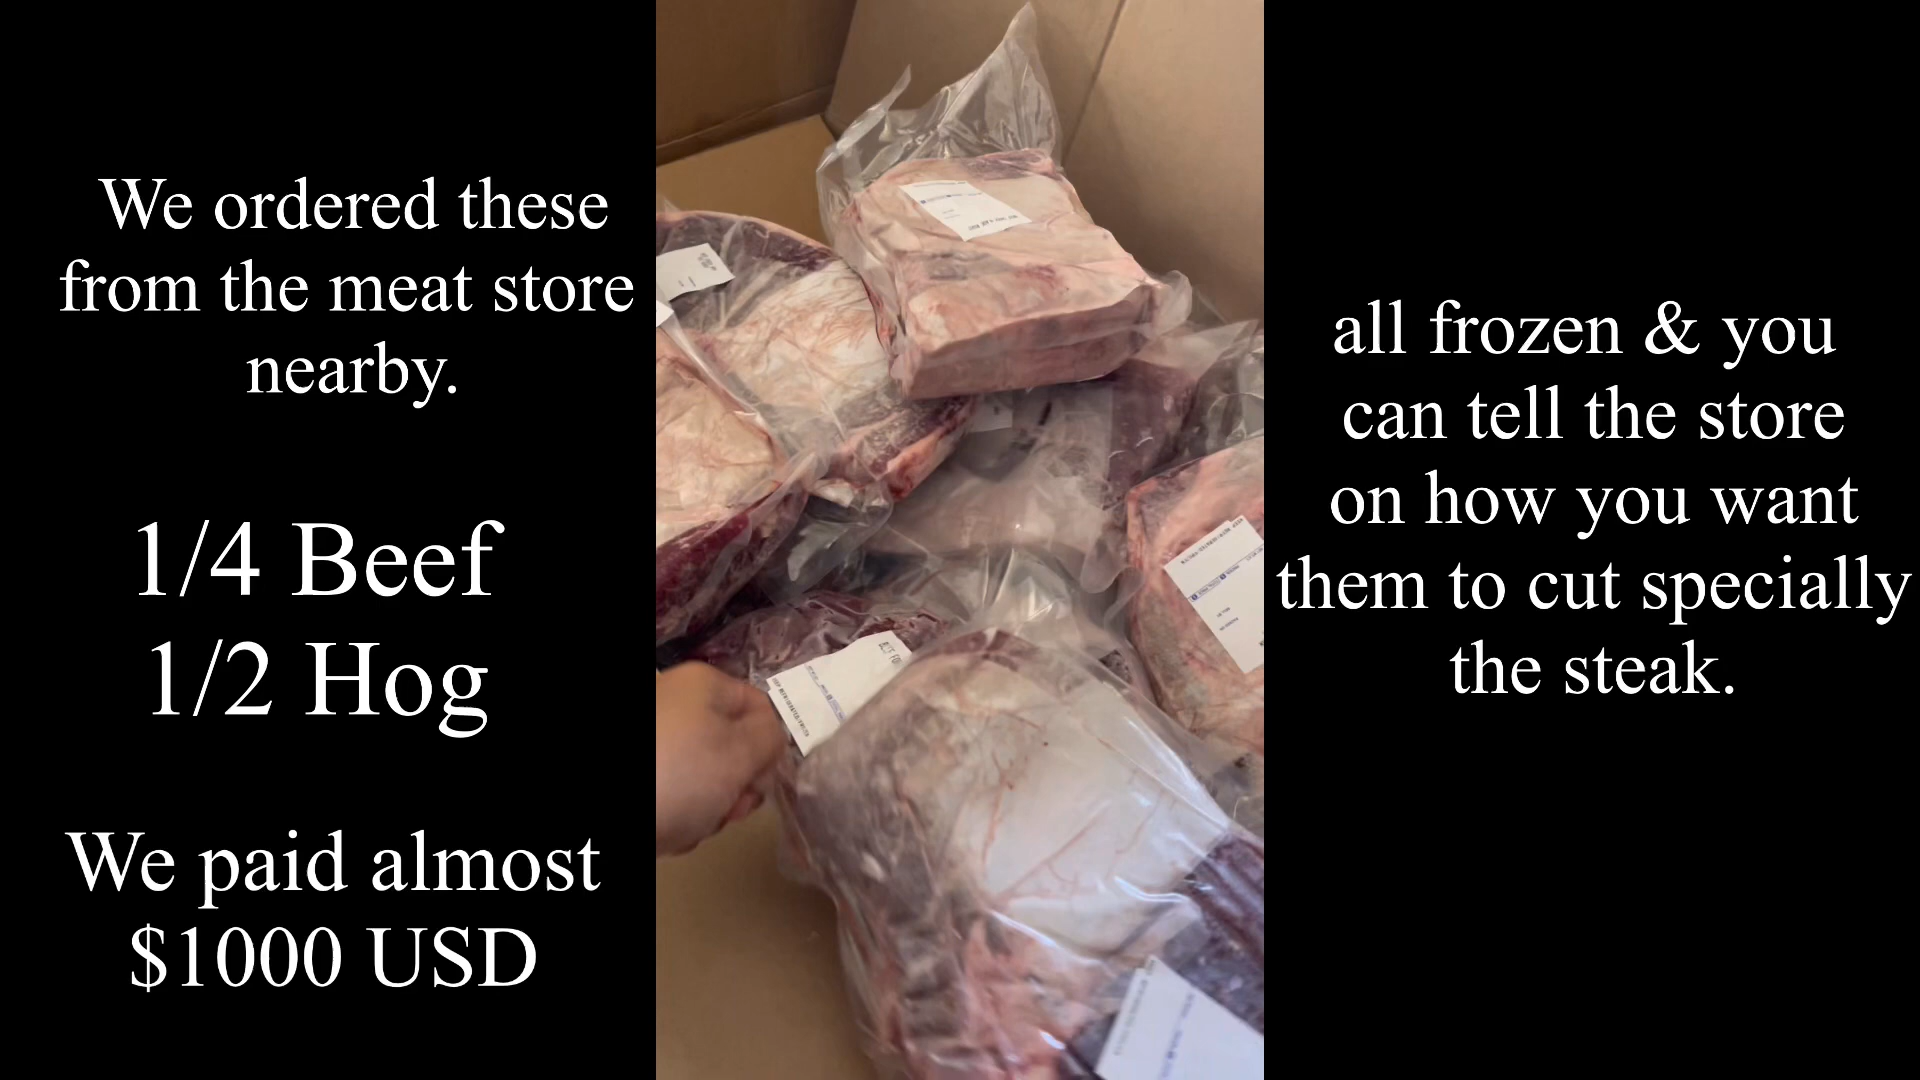 We ordered these
from the meat store
nearby.
1/4 Beef
1/2 Hog
We paid almost
$1000 USD
all frozen & you
can tell the store
on how you want
them to cut specially
the steak.